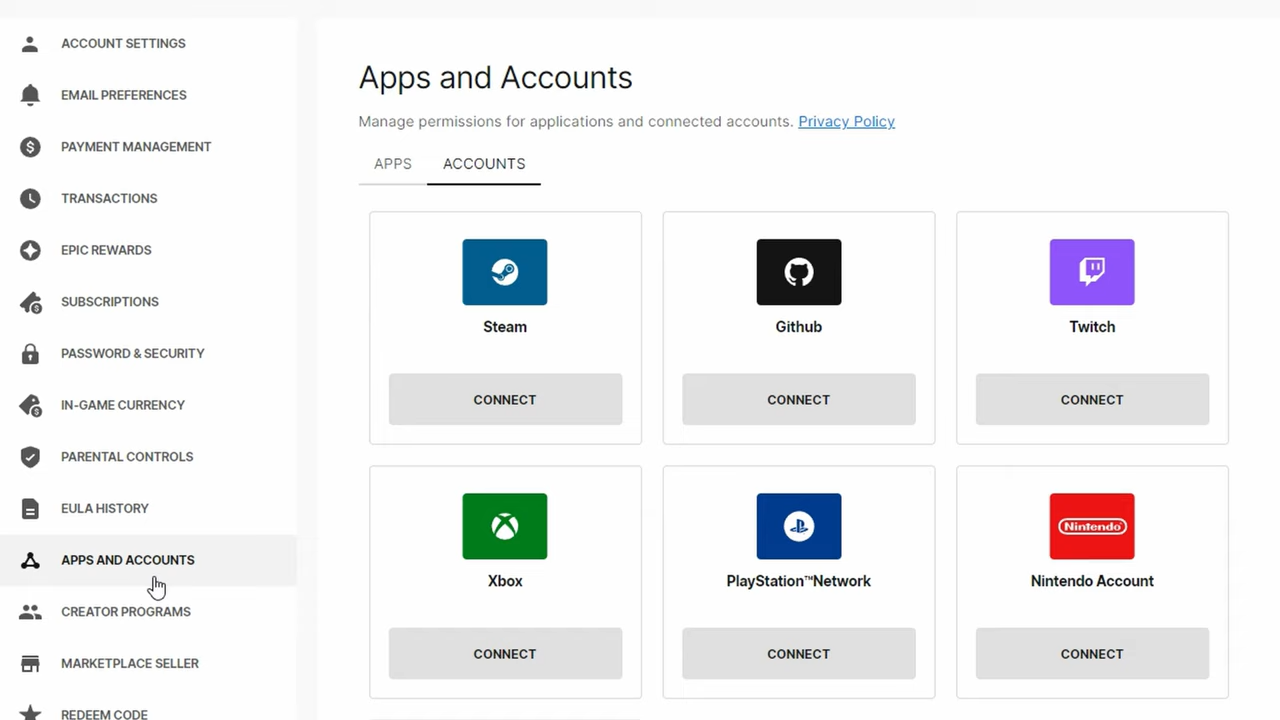 ACCOUNT SETTINGS
EMAIL PREFERENCES
PAYMENT MANAGEMENT
TRANSACTIONS
EPIC REWARDS
SUBSCRIPTIONS
PASSWORD & SECURITY
IN-GAME CURRENCY
PARENTAL CONTROLS
EULA HISTORY
APPS AND ACCOUNTS
CREATOR PROGRAMS
MARKETPLACE SELLER
REDEEM CODE
Apps and Accounts
Manage permissions for applications and connected accounts. Privacy Policy
APPS ACCOUNTS
Steam
CONNECT
Github
CONNECT
Twitch
CONNECT
Xbox
CONNECT
PlayStation™Network
CONNECT
Nintendo
Nintendo Account
CONNECT